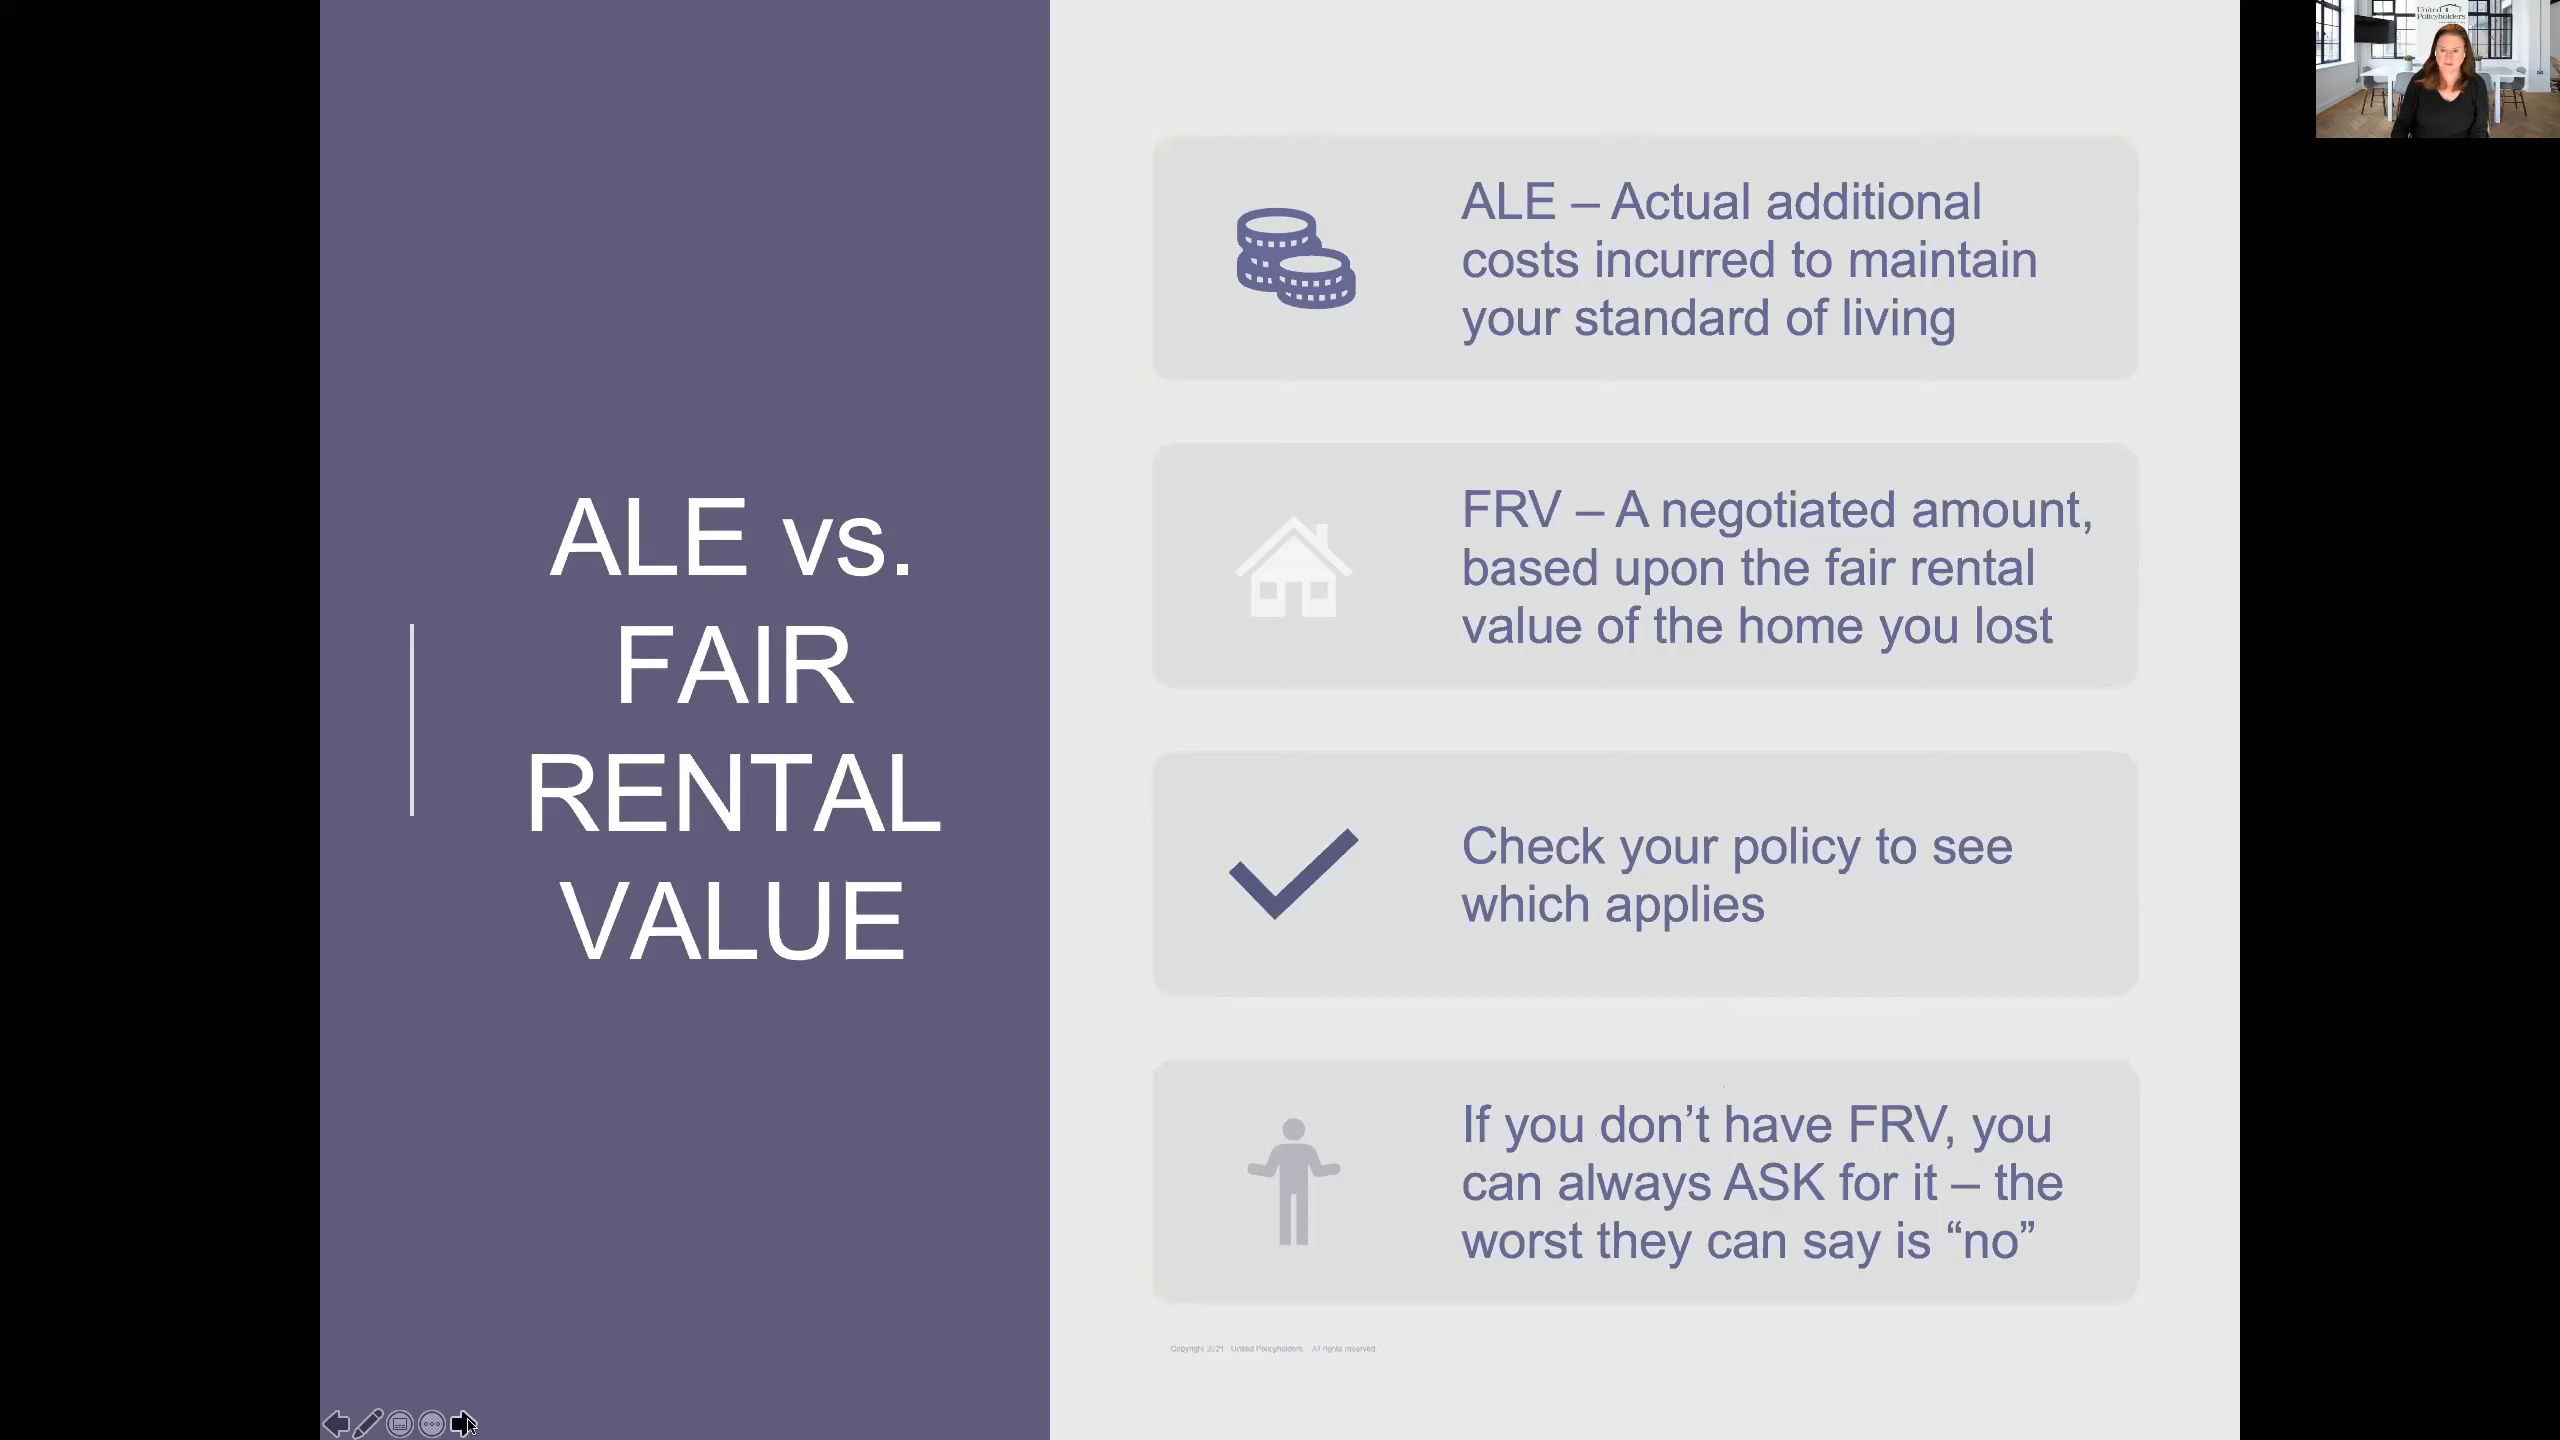 United
Policyholders
ALE vs.
FAIR
RENTAL
VALUE
ALE – Actual additional
costs incurred to maintain
your standard of living
FRV – A negotiated amount,
based upon the fair rental
value of the home you lost
Check your policy to see
which applies
If you don’t have FRV, you
can always ASK for it – the
worst they can say is “no”
Copyright 2021 United Policyholders All rights reserved.